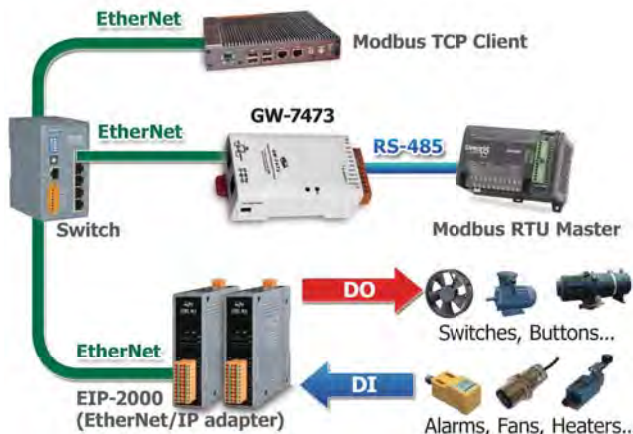 EtherNet
Modbus TCP Client
GW-7473
EtherNet
RS-485
Switch
Modbus RTU Master
DO
Switches, Buttons...
EtherNet
DI
EIP-2000
(EtherNet/IP adapter)
Alarms, Fans, Heaters..